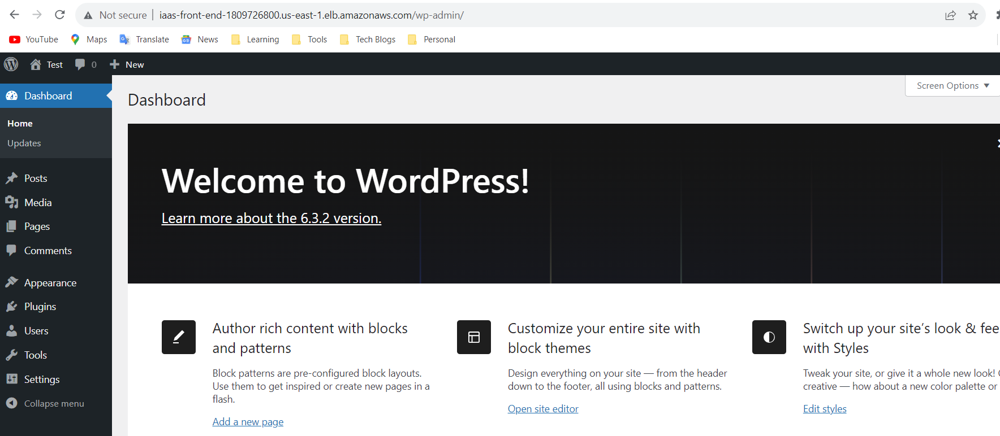 Not secure | iaas-front-end-1809726800.us-east-1.elb.amazonaws.com/wp-admin/
YouTube Maps Translate News Learning Tools Tech Blogs Personal
Test 0 New
Dashboard
Home
Updates
Posts
Media
Pages
Comments
Appearance
Plugins
Users
Tools
Settings
Collapse menu
Screen Options
Dashboard
Welcome to WordPress!
Learn more about the 6.3.2 version.
Author rich content with blocks
and patterns
Block patterns are pre-configured block layouts.
Use them to get inspired or create new pages in a
flash.
Add a new page
Customize your entire site with
block themes
Design everything on your site — from the header
down to the footer, all using blocks and patterns.
Open site editor
Switch up your site’s look & fee
with Styles
Tweak your site, or give it a whole new look!
creative — how about a new color palette or
Edit styles